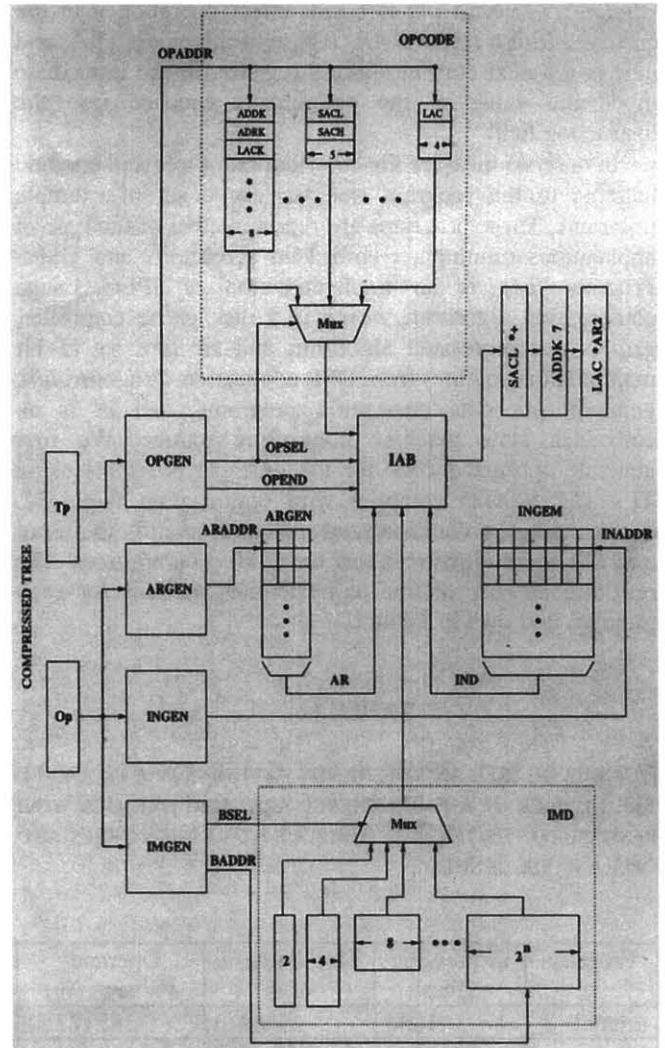 OPCODE
OPADDR
ADDK
ADRK
LACK
8
SACL
SACH
5
LAC
4
Mux
SACL *+
ADDK 7
LAC *AR2
COMPRESSED TREE
Tp
OPGEN
OPSEL
OPEND
IAB
ARADDR
ARGEN
INGEM
INADDR
ARGEN
AR
IND
Op
INGEN
IMGEN
BSEL
BADDR
Mux
IMD
2
4
8
2ⁿ